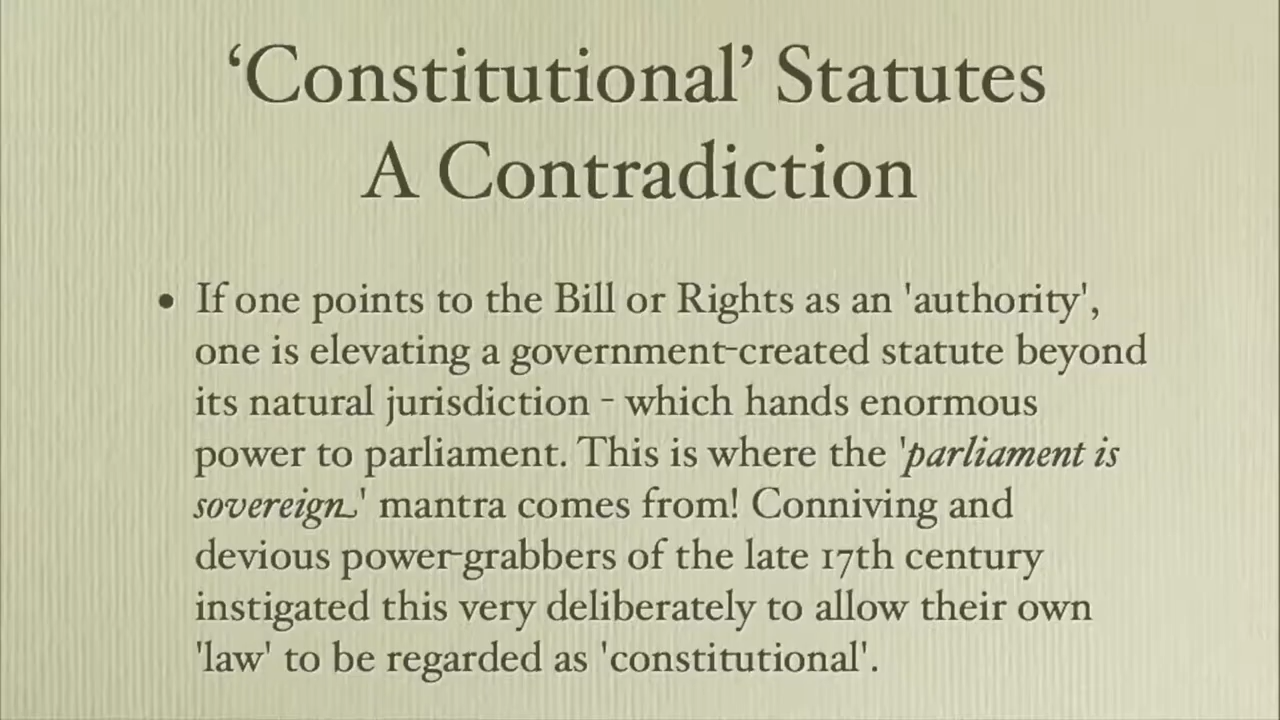 ‘Constitutional’ Statutes
A Contradiction
• If one points to the Bill or Rights as an 'authority',
one is elevating a government-created statute beyond
its natural jurisdiction - which hands enormous
power to parliament. This is where the 'parliament is
sovereign' mantra comes from! Conniving and
devious power-grabbers of the late 17th century
instigated this very deliberately to allow their own
'law' to be regarded as 'constitutional'.